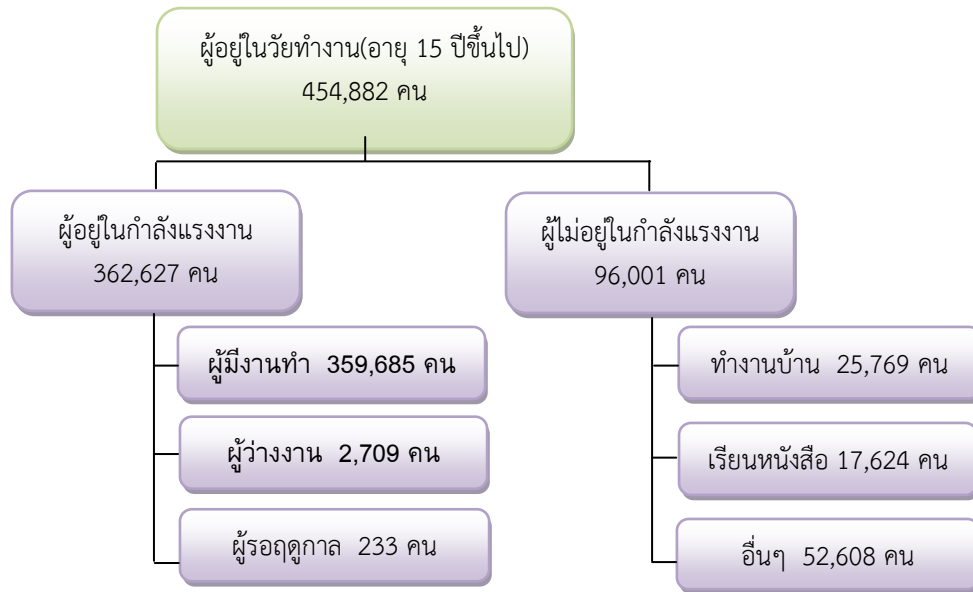 ผู้อยู่ในวัยทำงาน(อายุ 15 ปีขึ้นไป)
454,882 คน
ผู้อยู่ในกำลังแรงงาน
362,627 คน
ผู้มีงานทำ 359,685 คน
ผู้ว่างงาน 2,709 คน
ผู้รอฤดูกาล 233 คน
ผู้ไม่อยู่ในกำลังแรงงาน
96,001 คน
ทำงานบ้าน 25,769 คน
เรียนหนังสือ 17,624 คน
อื่นๆ 52,608 คน